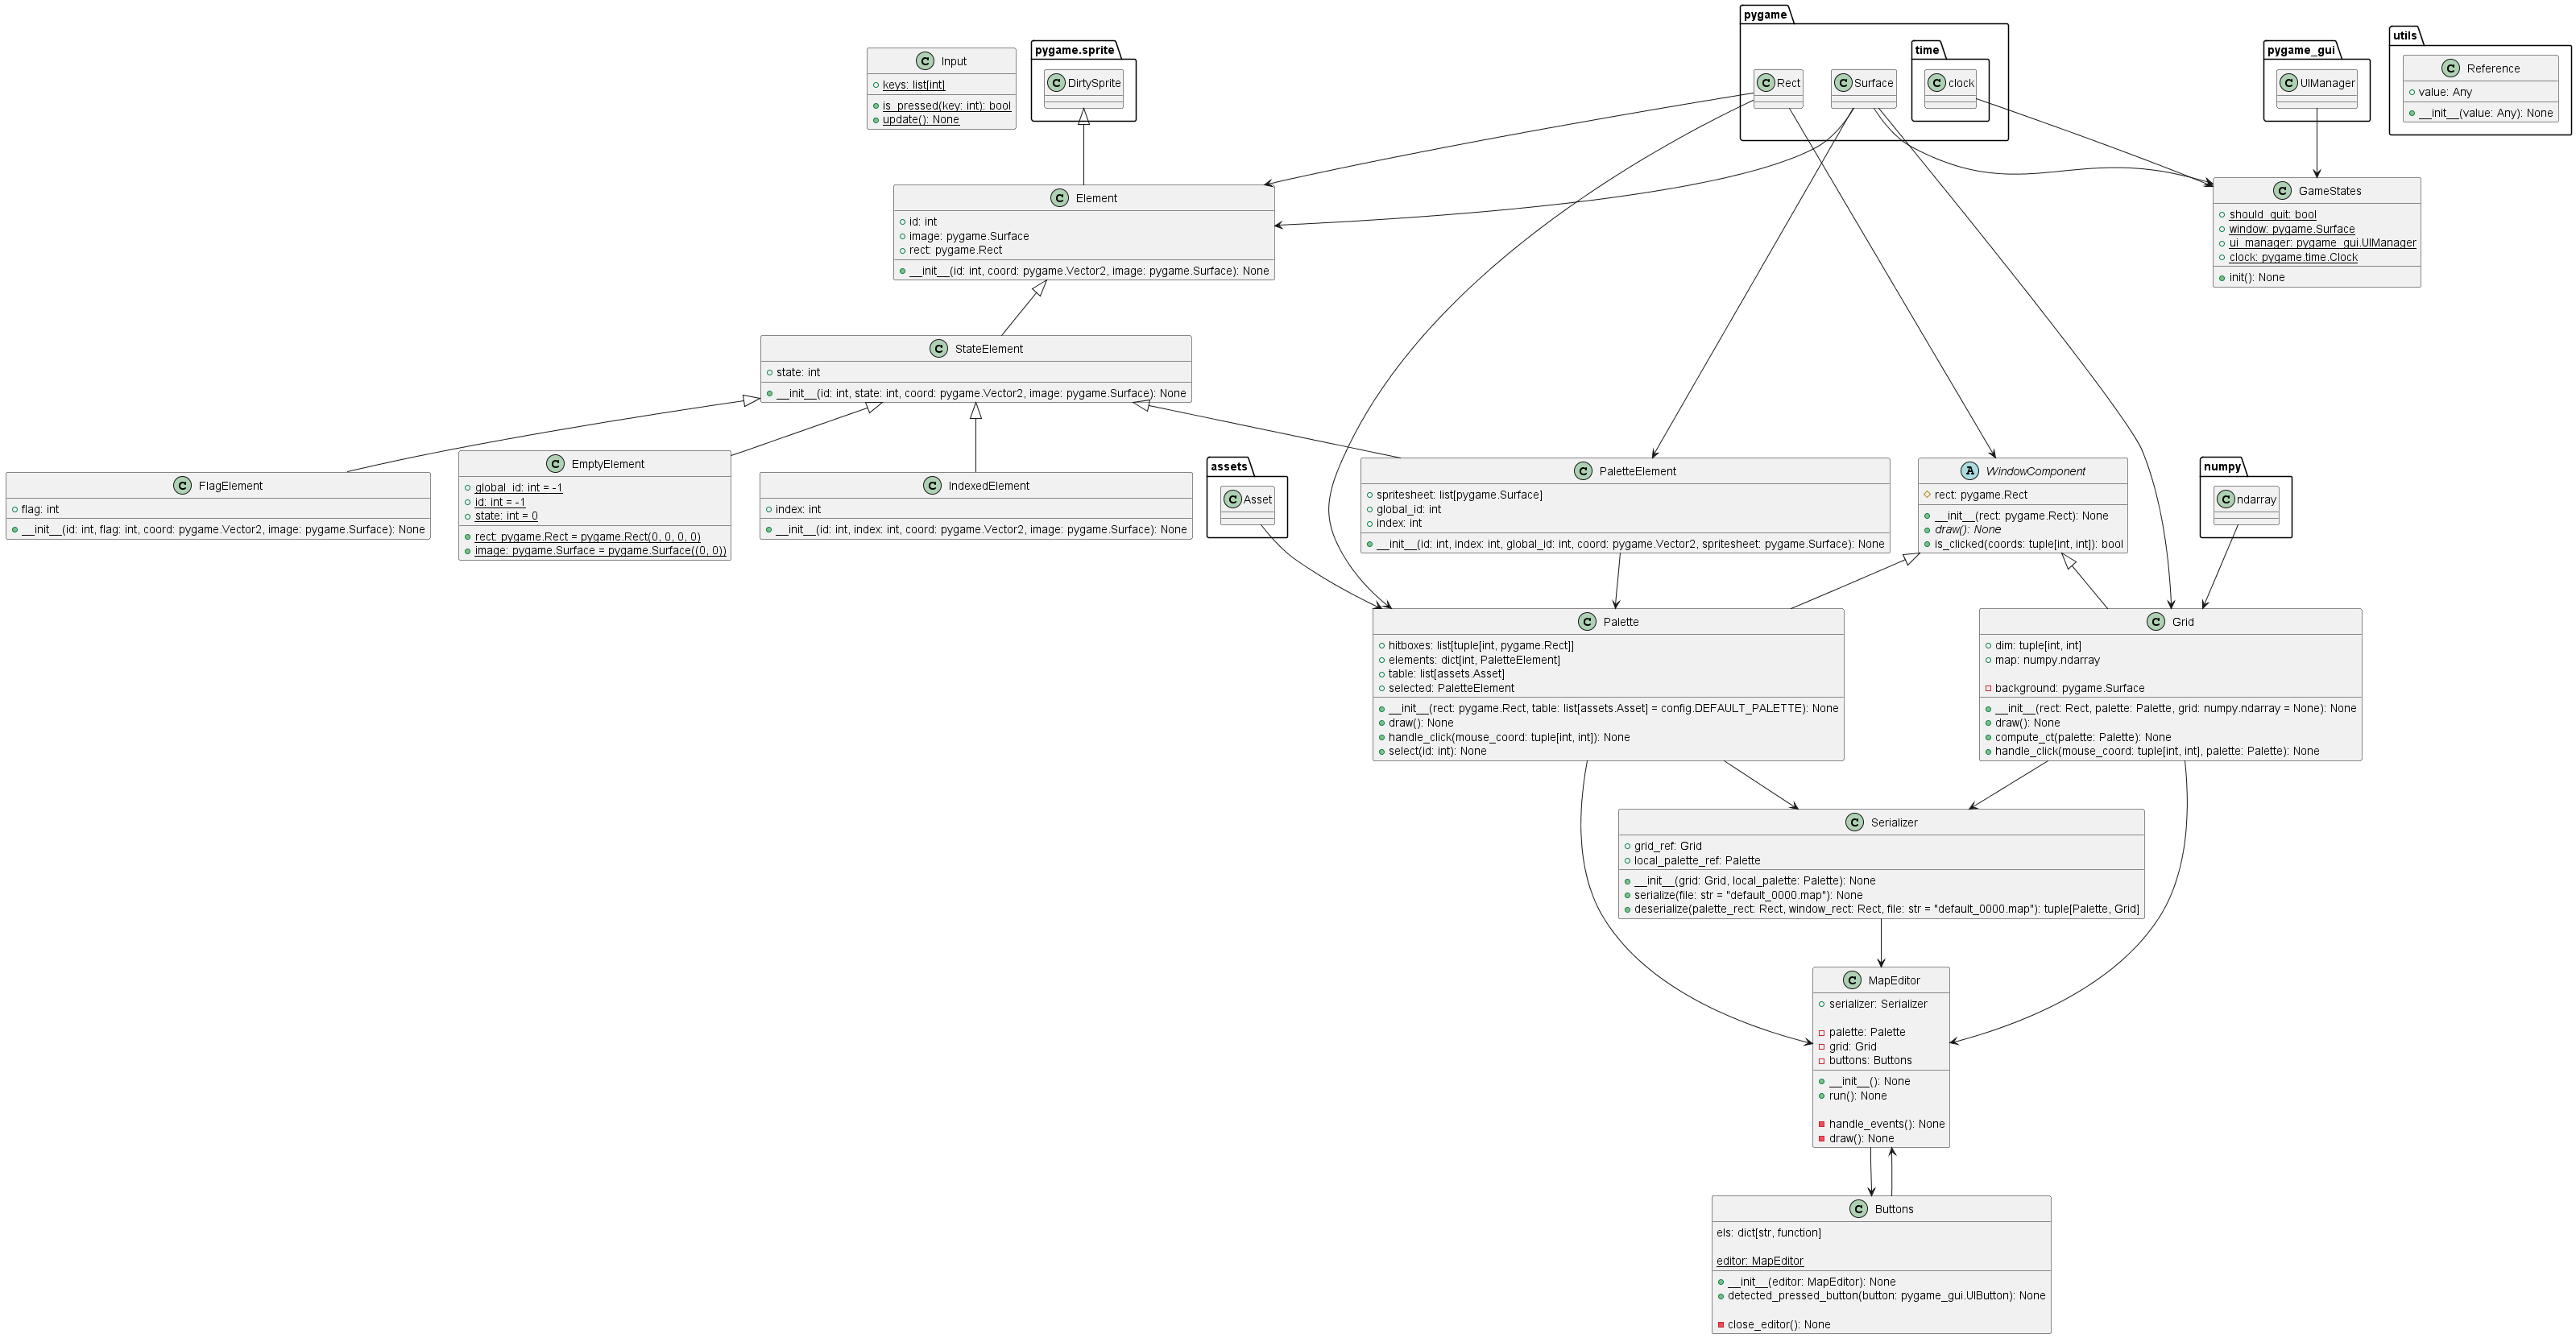 pygame
utils
pygame.sprite
time
pygame_gui
C Input
keys: list[int]
is_pressed(key: int): bool
update(): None
C DirtySprite
C Rect
C Surface
C clock
C UIManager
C Reference
value: Any
__init__(value: Any): None
C Element
id: int
image: pygame.Surface
rect: pygame.Rect
__init__(id: int, coord: pygame.Vector2, image: pygame.Surface): None
C GameStates
should_quit: bool
window: pygame.Surface
ui_manager: pygame_gui.UIManager
clock: pygame.time.Clock
init(): None
C StateElement
state: int
__init__(id: int, state: int, coord: pygame.Vector2, image: pygame.Surface): None
C FlagElement
flag: int
__init__(id: int, flag: int, coord: pygame.Vector2, image: pygame.Surface): None
C EmptyElement
global_id: int = -1
id: int = -1
state: int = 0
rect: pygame.Rect = pygame.Rect(0, 0, 0, 0)
image: pygame.Surface = pygame.Surface((0, 0))
C IndexedElement
index: int
__init__(id: int, index: int, coord: pygame.Vector2, image: pygame.Surface): None
assets
C Asset
C PaletteElement
spritesheet: list[pygame.Surface]
global_id: int
index: int
__init__(id: int, index: int, global_id: int, coord: pygame.Vector2, spritesheet: pygame.Surface): None
A WindowComponent
rect: pygame.Rect
__init__(rect: pygame.Rect): None
draw(): None
is_clicked(coords: tuple[int, int]): bool
numpy
C ndarray
C Palette
hitboxes: list[tuple[int, pygame.Rect]]
elements: dict[int, PaletteElement]
table: list[assets.Asset]
selected: PaletteElement
__init__(rect: pygame.Rect, table: list[assets.Asset] = config.DEFAULT_PALETTE): None
draw(): None
handle_click(mouse_coord: tuple[int, int]): None
select(id: int): None
C Grid
dim: tuple[int, int]
map: numpy.ndarray
background: pygame.Surface
__init__(rect: Rect, palette: Palette, grid: numpy.ndarray = None): None
draw(): None
compute_ct(palette: Palette): None
handle_click(mouse_coord: tuple[int, int], palette: Palette): None
C Serializer
grid_ref: Grid
local_palette_ref: Palette
__init__(grid: Grid, local_palette: Palette): None
serialize(file: str = "default_0000.map"): None
deserialize(palette_rect: Rect, window_rect: Rect, file: str = "default_0000.map"): tuple[Palette, Grid]
C MapEditor
serializer: Serializer
palette: Palette
grid: Grid
buttons: Buttons
__init__(): None
run(): None
handle_events(): None
draw(): None
C Buttons
els: dict[str, function]
editor: MapEditor
__init__(editor: MapEditor): None
detected_pressed_button(button: pygame_gui.UIButton): None
close_editor(): None